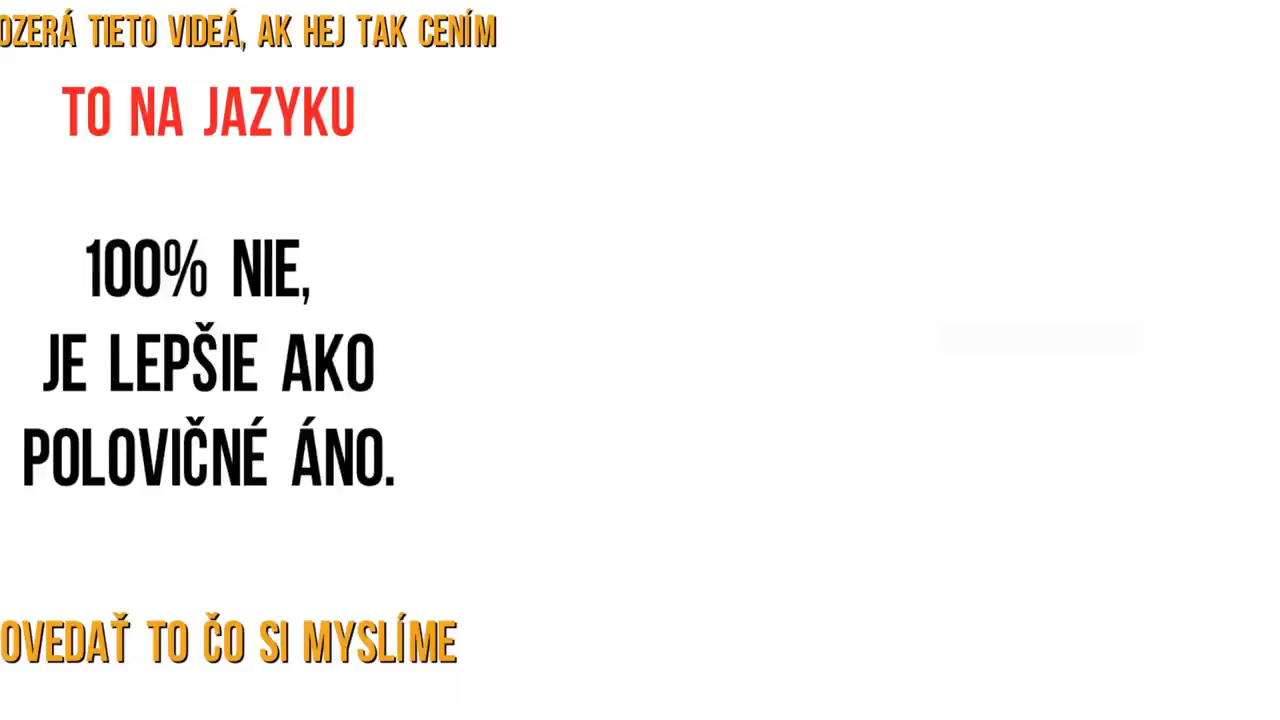 OZERÁ TIETO VIDEÁ, AK HEJ TAK CENÍM
TO NA JAZYKU
100% NIE,
JE LEPŠIE AKO
POLOVIČNÉ ÁNO.
OVEDAŤ TO ČO SI MYSLÍME